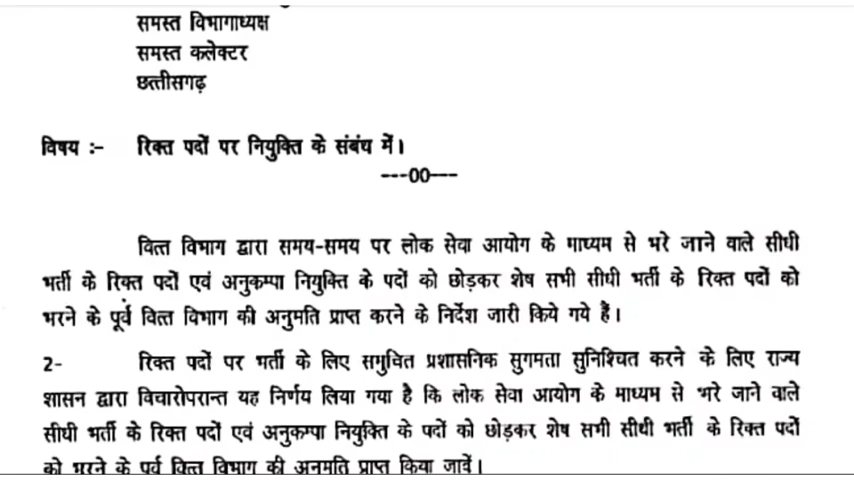 समस्त विभागाध्यक्ष
समस्त कलेक्टर
छत्तीसगढ़
विषय :- रिक्त पदों पर नियुक्ति के संबंध में।
---00---
वित्त विभाग द्वारा समय-समय पर लोक सेवा आयोग के माध्यम से भरे जाने वाले सीधी
भर्ती के रिक्त पदों एवं अनुकम्पा नियुक्ति के पदों को छोड़कर शेष सभी सीधी भर्ती के रिक्त पदों को
भरने के पूर्व वित्त विभाग की अनुमति प्राप्त करने के निर्देश जारी किये गये हैं।
2- रिक्त पदों पर भर्ती के लिए समुचित प्रशासनिक सुगमता सुनिश्चित करने के लिए राज्य
शासन द्वारा विचारोपरान्त यह निर्णय लिया गया है कि लोक सेवा आयोग के माध्यम से भरे जाने वाले
सीधी भर्ती के रिक्त पदों एवं अनुकम्पा नियुक्ति के पदों को छोड़कर शेष सभी सीधी भर्ती के रिक्त पदों
को भरने के पूर्व वित्त विभाग की अनुमति प्राप्त किया जावें।